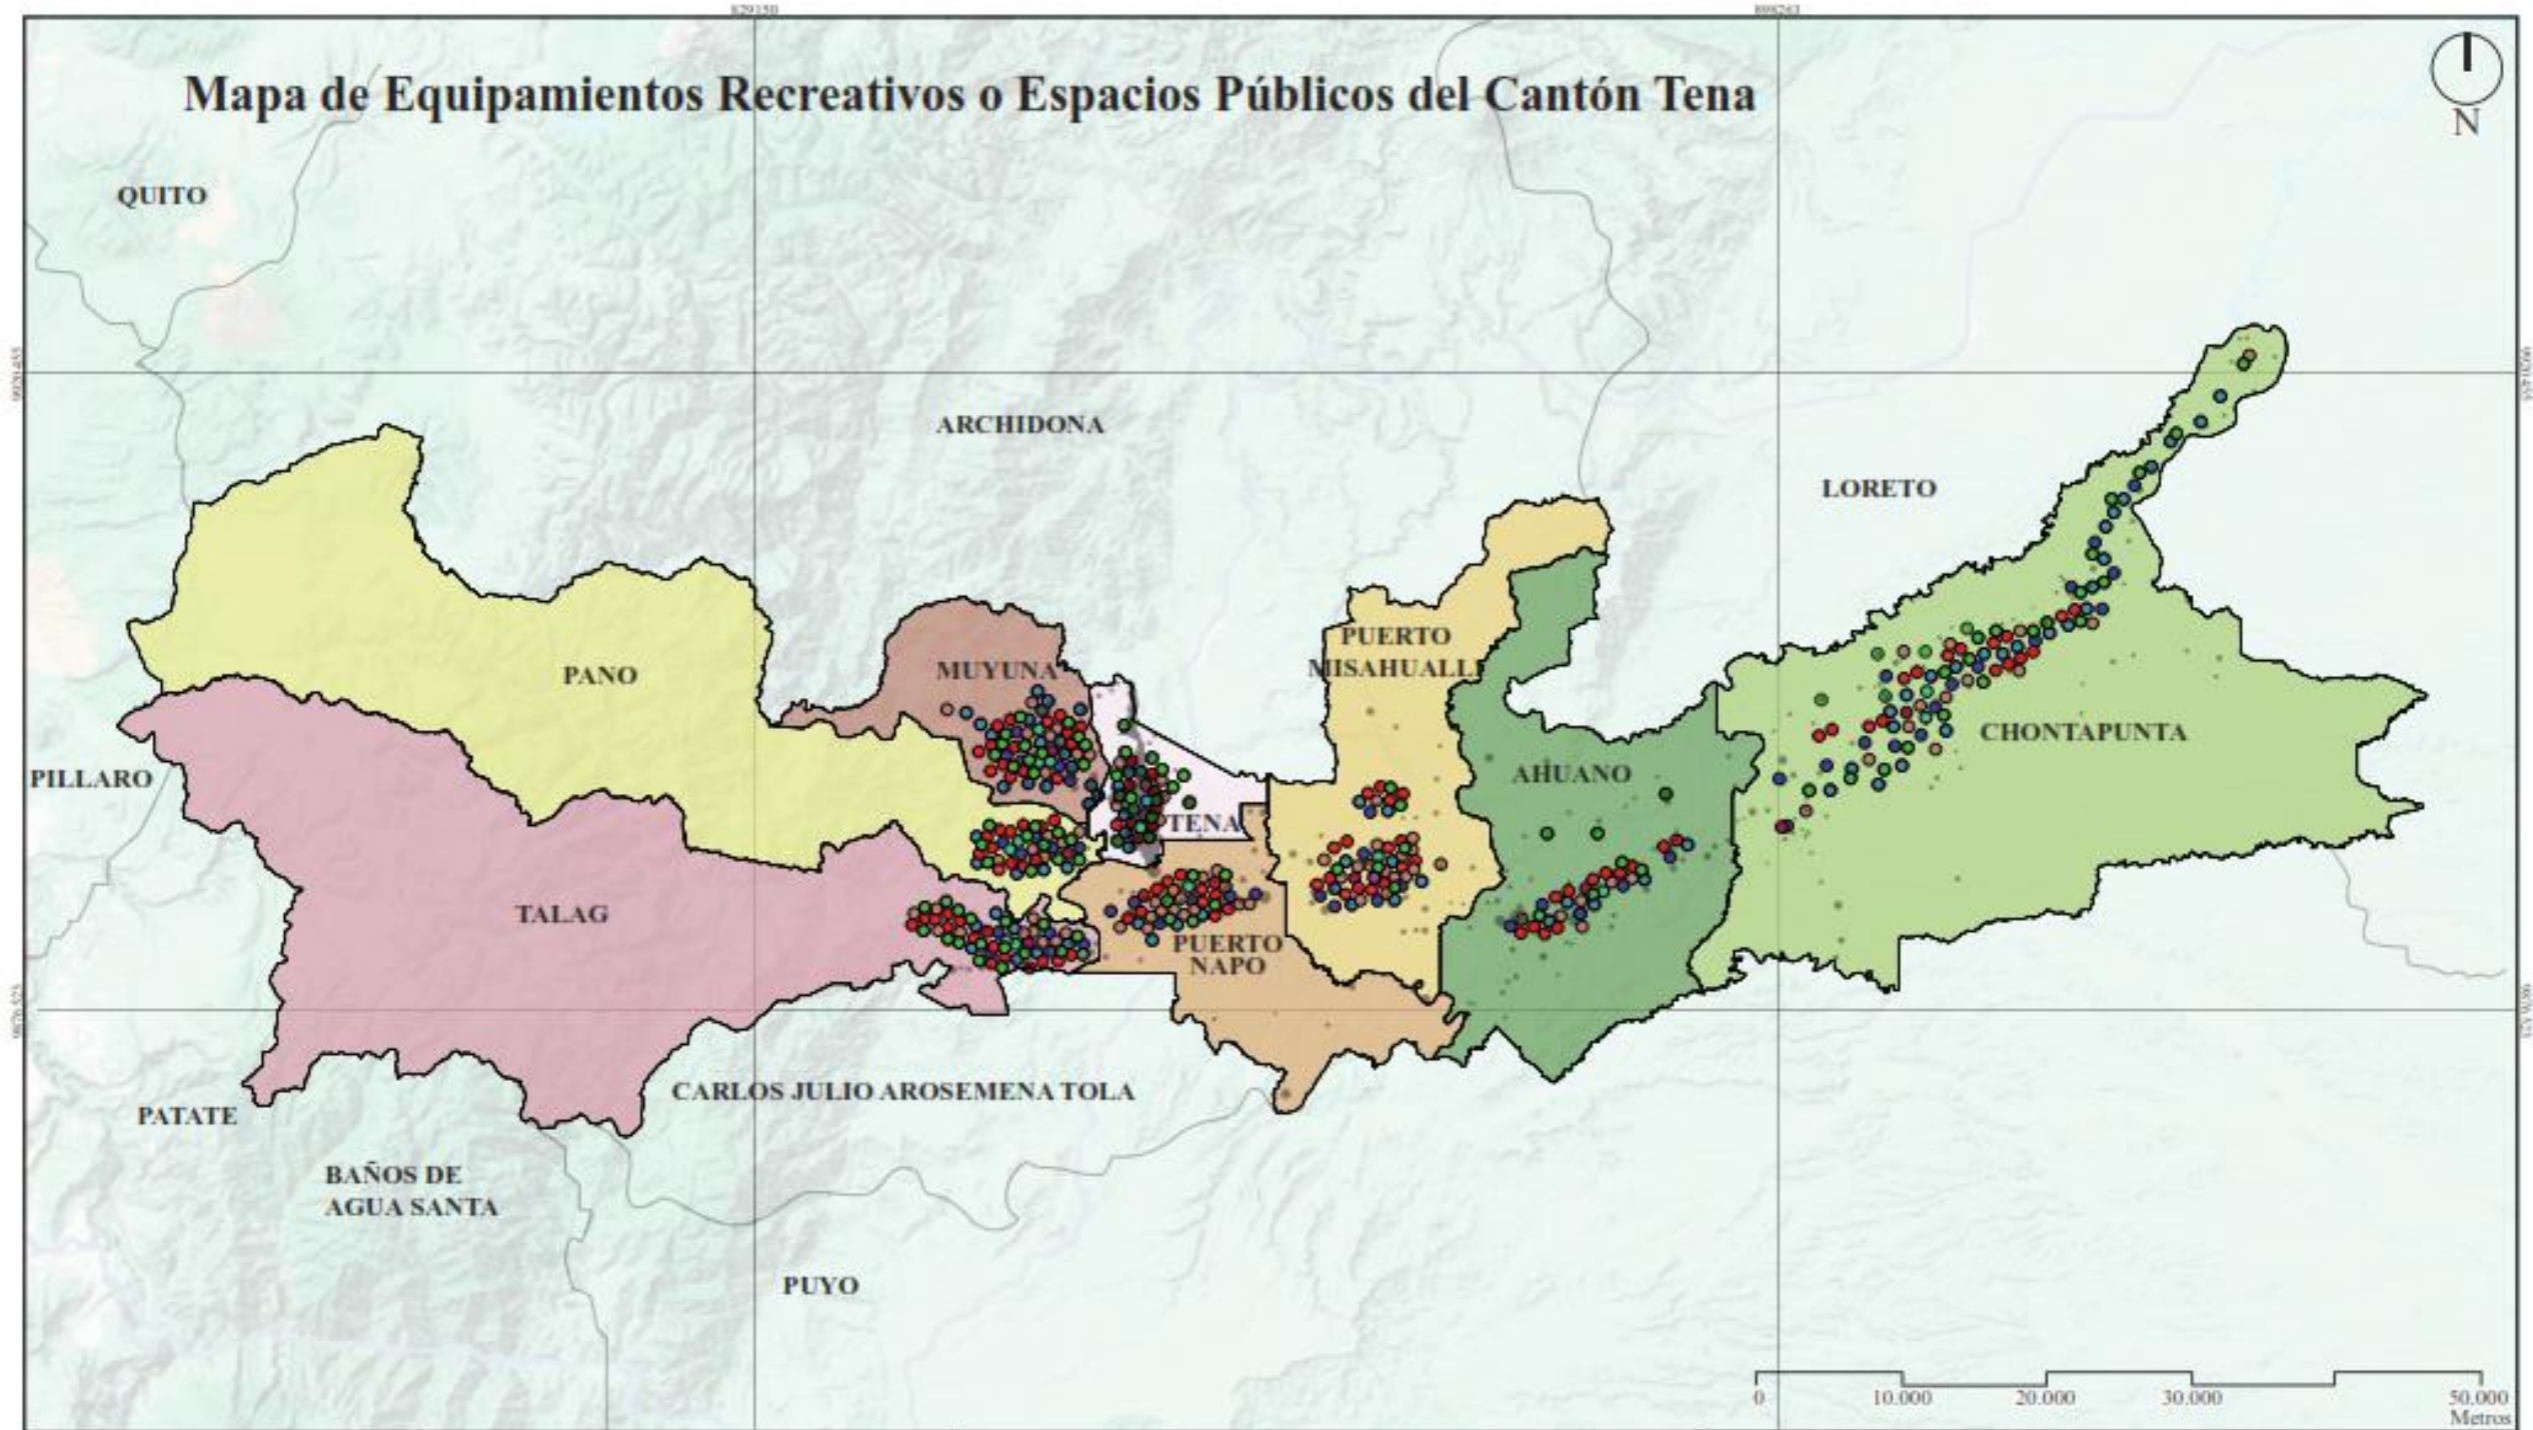 829150
898263
Mapa de Equipamientos Recreativos o Espacios Públicos del Cantón Tena
N
QUITO
ARCHIDONA
LORETO
PUERTO
MISAHUALLI
MUYUNA
PANO
CHONTAPUNTA
PILLARO
AHUANO
TENA
TALAG
PUERTO
NAPO
CARLOS JULIO AROSEMENA TOLA
PATATE
BAÑOS DE
AGUA SANTA
PUYO
0 10.000 20.000 30.000 50.000
Metros